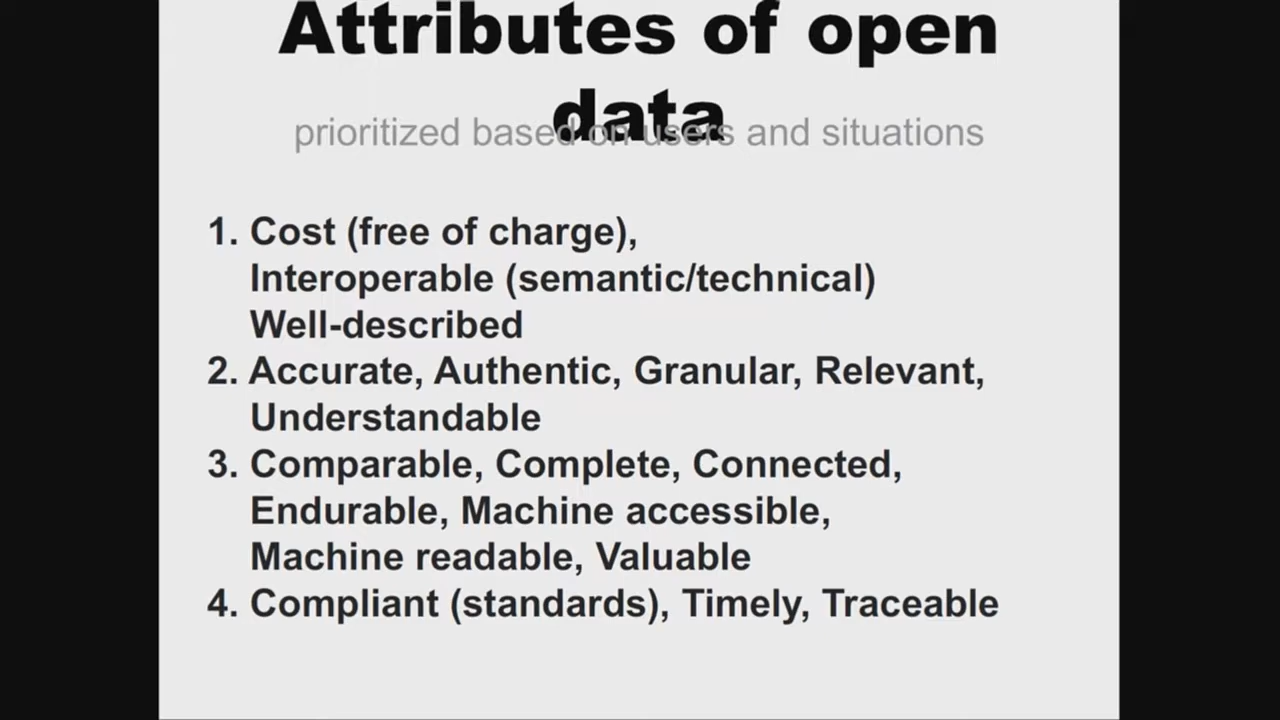 Attributes of open
data
prioritized based on users and situations
1. Cost (free of charge),
Interoperable (semantic/technical)
Well-described
2. Accurate, Authentic, Granular, Relevant,
Understandable
3. Comparable, Complete, Connected,
Endurable, Machine accessible,
Machine readable, Valuable
4. Compliant (standards), Timely, Traceable